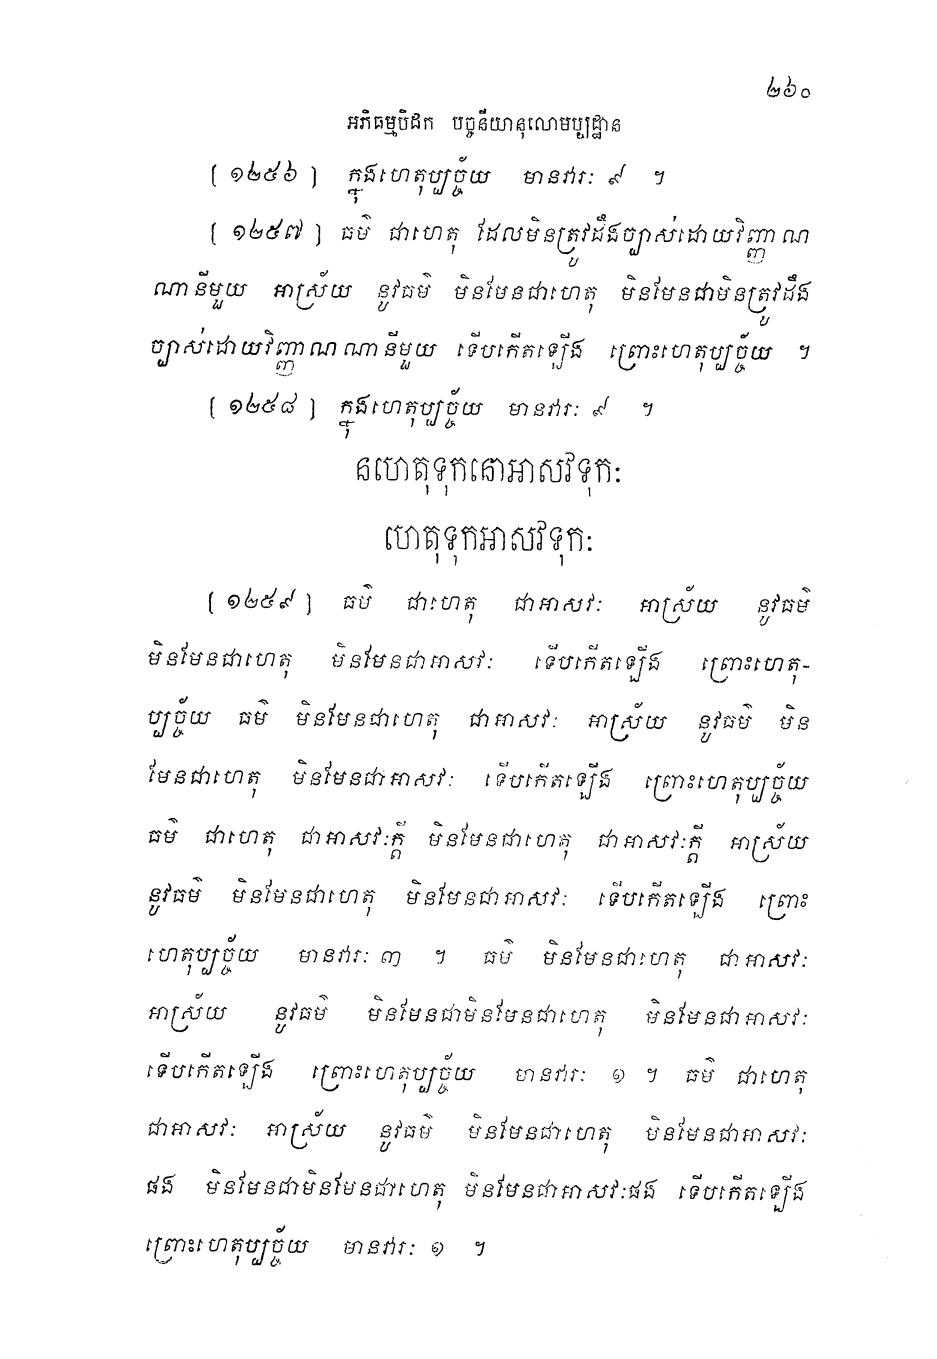 ២៦០
អភិធម្មបិដក បច្ចនីយានុលោមប្បដ្ឋាន
[ ១២៥៦ ] ក្នុងហេតុប្បច្ច័យ មានវារៈ ៩ ។
[ ១២៥៧ ] ធម៌ ជាហេតុ ដែលមិនត្រូវដឹងច្បាស់ដោយវិញ្ញាណ
ណានីមួយ អាស្រ័យ នូវធម៌ មិនមែនជាហេតុ មិនមែនជាមិនត្រូវដឹង
ច្បាស់ដោយវិញ្ញាណណានីមួយ ទើបកើតឡើង ព្រោះហេតុប្បច្ច័យ ។
[ ១២៥៨ ] ក្នុងហេតុប្បច្ច័យ មានវារៈ ៩ ។
នហេតុទុកនោអាសវទុកៈ
ហេតុទុកអាសវទុកៈ
[ ១២៥៩ ] ធម៌ ជាហេតុ ជាអាសវៈ អាស្រ័យ នូវធម៌
មិនមែនជាហេតុ មិនមែនជាអាសវៈ ទើបកើតឡើង ព្រោះហេតុ-
ប្បច្ច័យ ធម៌ មិនមែនជាហេតុ ជាអាសវៈ អាស្រ័យ នូវធម៌ មិន
មែនជាហេតុ មិនមែនជាអាសវៈ ទើបកើតឡើង ព្រោះហេតុប្បច្ច័យ
ធម៌ ជាហេតុ ជាអាសវៈក្តី មិនមែនជាហេតុ ជាអាសវៈក្តី អាស្រ័យ
នូវធម៌ មិនមែនជាហេតុ មិនមែនជាអាសវៈ ទើបកើតឡើង ព្រោះ
ហេតុប្បច្ច័យ មានវារៈ ៣ ។ ធម៌ មិនមែនជាហេតុ ជាអាសវៈ
អាស្រ័យ នូវធម៌ មិនមែនជាមិនមែនជាហេតុ មិនមែនជាអាសវៈ
ទើបកើតឡើង ព្រោះហេតុប្បច្ច័យ មានវារៈ ១ ។ ធម៌ ជាហេតុ
ជាអាសវៈ អាស្រ័យ នូវធម៌ មិនមែនជាហេតុ មិនមែនជាអាសវៈ
ផង មិនមែនជាមិនមែនជាហេតុ មិនមែនជាអាសវៈផង ទើបកើតឡើង
ព្រោះហេតុប្បច្ច័យ មានវារៈ ១ ។